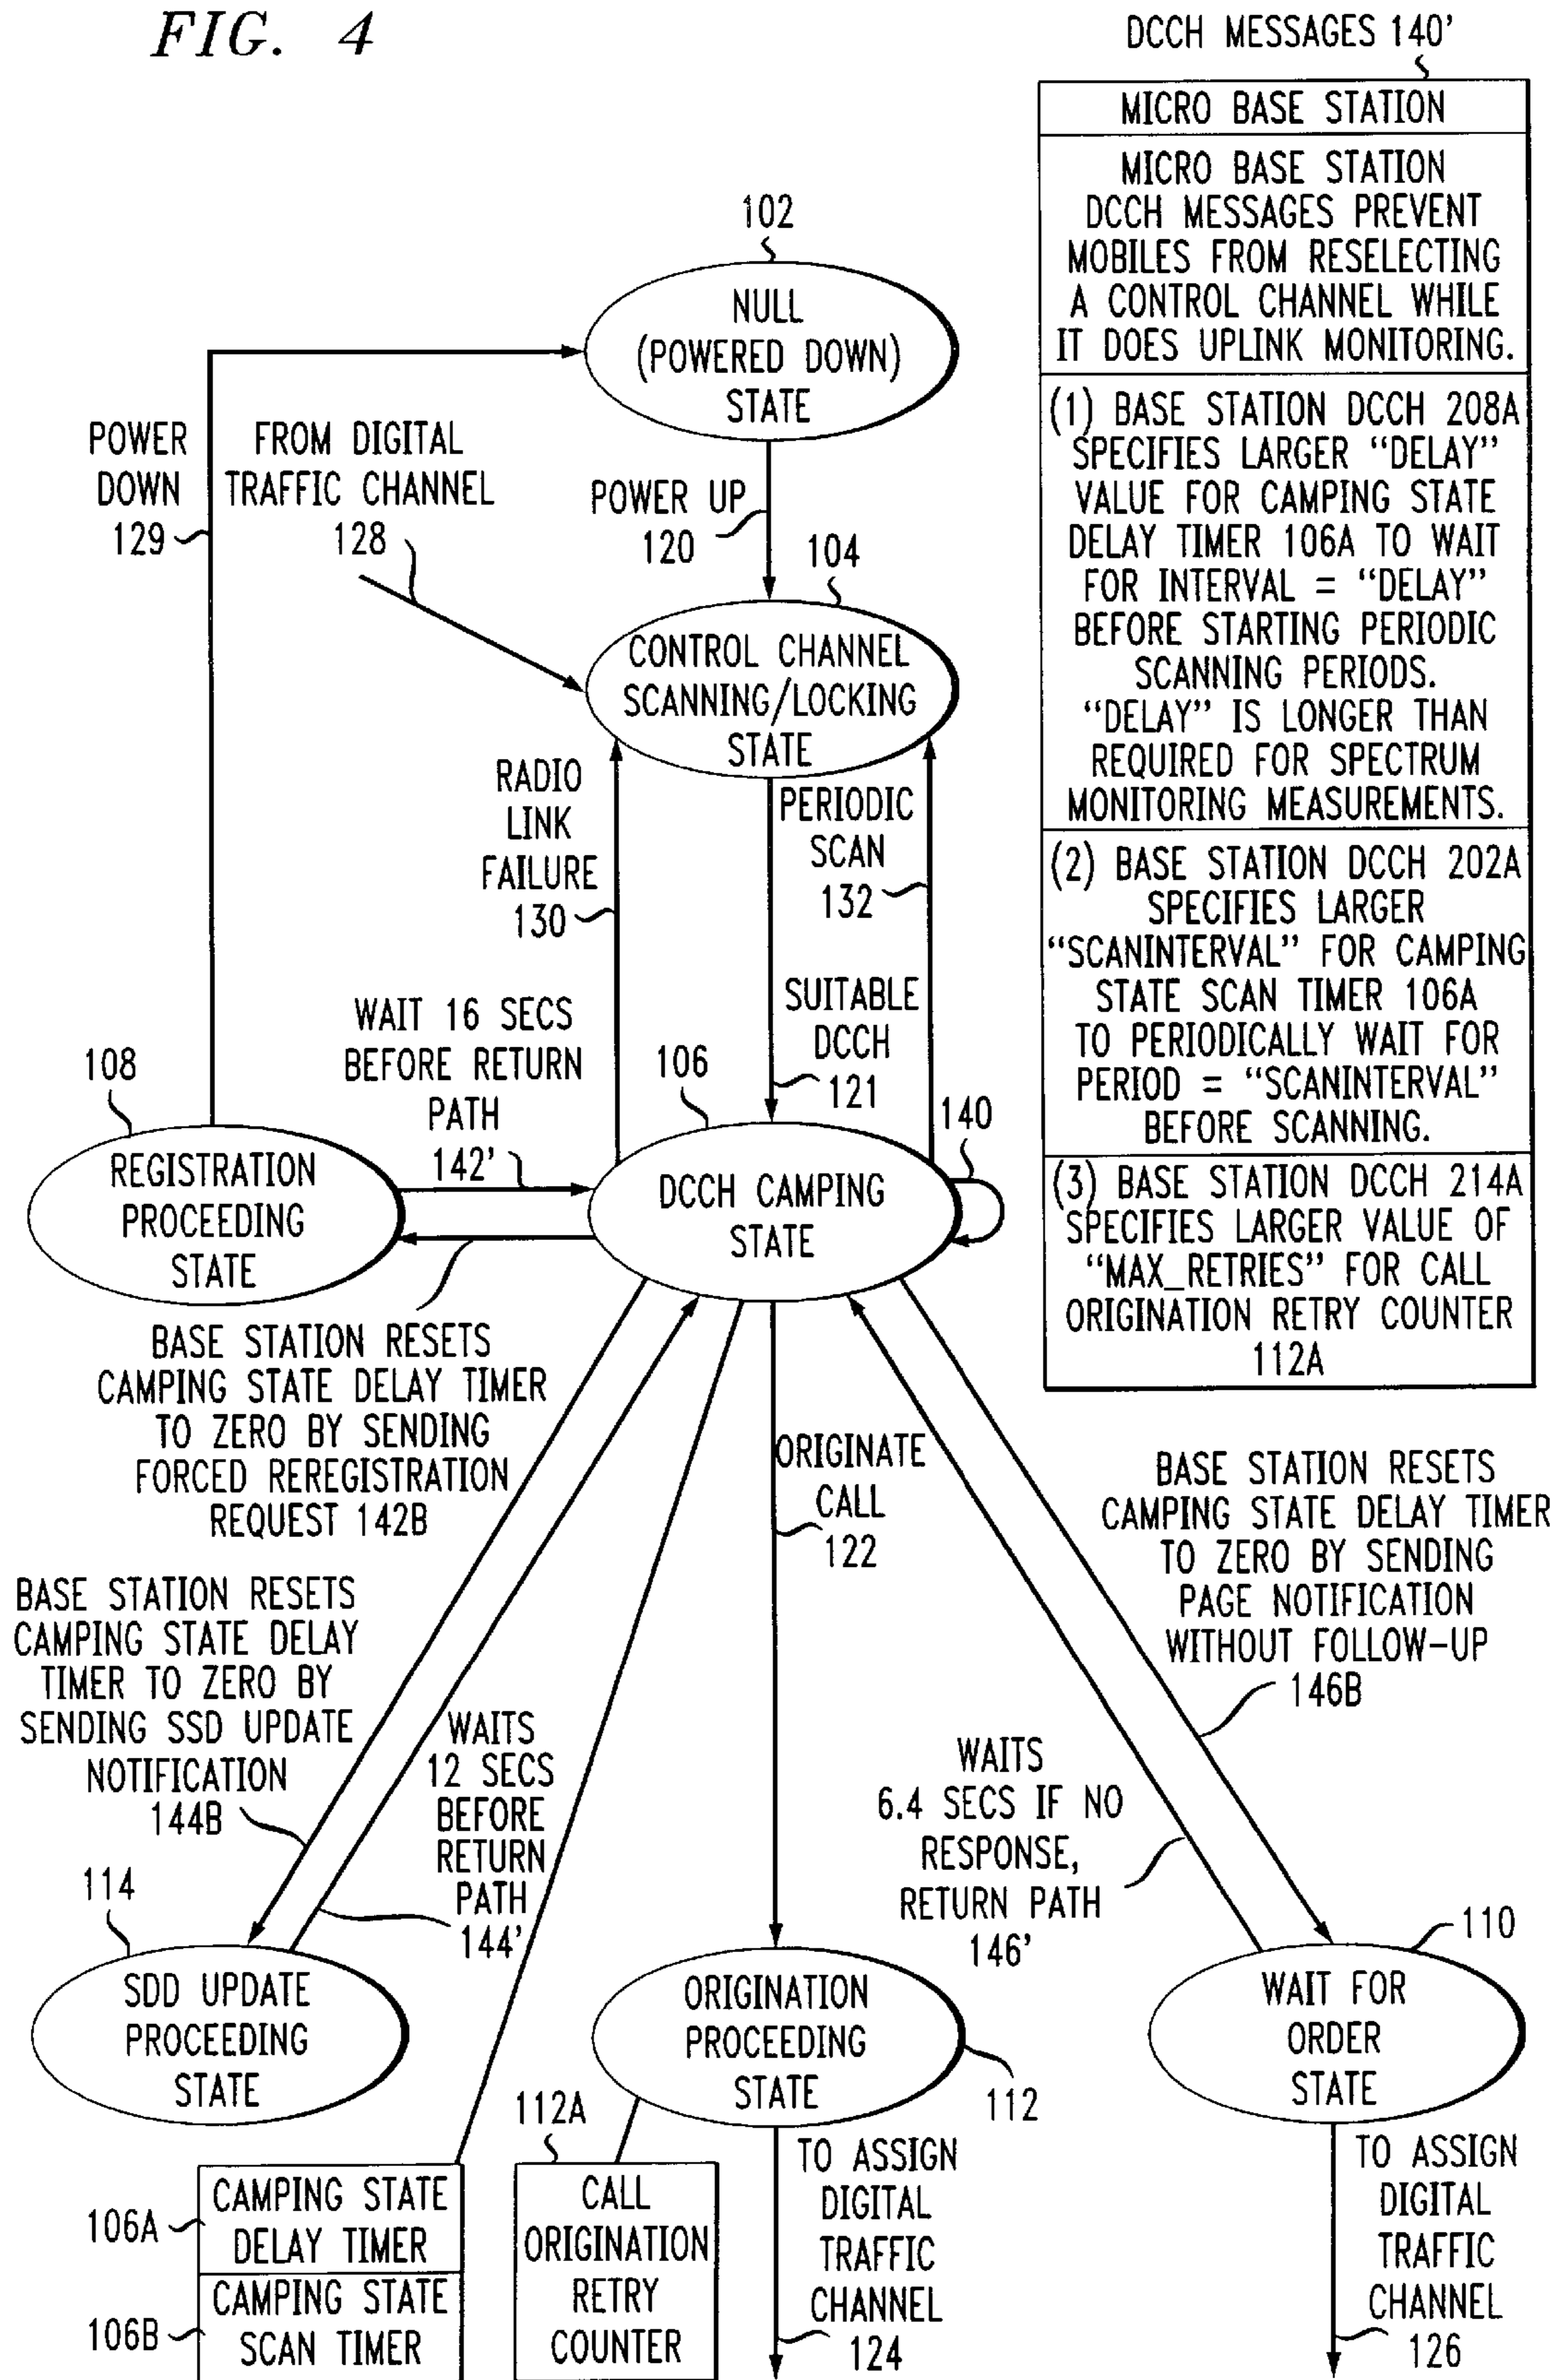 FIG. 4
DCCH MESSAGES 140'
MICRO BASE STATION
MICRO BASE STATION
DCCH MESSAGES PREVENT
MOBILES FROM RESELECTING
A CONTROL CHANNEL WHILE
IT DOES UPLINK MONITORING.
(1) BASE STATION DCCH 208A
SPECIFIES LARGER “DELAY”
VALUE FOR CAMPING STATE
DELAY TIMER 106A TO WAIT
FOR INTERVAL = “DELAY”
BEFORE STARTING PERIODIC
SCANNING PERIODS.
“DELAY” IS LONGER THAN
REQUIRED FOR SPECTRUM
MONITORING MEASUREMENTS.
(2) BASE STATION DCCH 202A
SPECIFIES LARGER
“SCANINTERVAL” FOR CAMPING
STATE SCAN TIMER 106A
TO PERIODICALLY WAIT FOR
PERIOD = “SCANINTERVAL”
BEFORE SCANNING.
(3) BASE STATION DCCH 214A
SPECIFIES LARGER VALUE OF
“MAX_RETRIES” FOR CALL
ORIGINATION RETRY COUNTER
112A
102
NULL
(POWERED DOWN)
STATE
POWER
DOWN
129
FROM DIGITAL
TRAFFIC CHANNEL
128
POWER UP
120
104
CONTROL CHANNEL
SCANNING/LOCKING
STATE
RADIO
LINK
FAILURE
130
PERIODIC
SCAN
132
SUITABLE
DCCH
121
WAIT 16 SECS
BEFORE RETURN
PATH
142'
108
REGISTRATION
PROCEEDING
STATE
106
DCCH CAMPING
STATE
140
BASE STATION RESETS
CAMPING STATE DELAY TIMER
TO ZERO BY SENDING
FORCED REREGISTRATION
REQUEST 142B
ORIGINATE
CALL
122
BASE STATION RESETS
CAMPING STATE DELAY TIMER
TO ZERO BY SENDING
PAGE NOTIFICATION
WITHOUT FOLLOW-UP
146B
BASE STATION RESETS
CAMPING STATE DELAY
TIMER TO ZERO BY
SENDING SSD UPDATE
NOTIFICATION
144B
WAITS
12 SECS
BEFORE
RETURN
PATH
144'
WAITS
6.4 SECS IF NO
RESPONSE,
RETURN PATH
146'
114
SDD UPDATE
PROCEEDING
STATE
ORIGINATION
PROCEEDING
STATE
112
110
WAIT FOR
ORDER
STATE
106A
CAMPING STATE
DELAY TIMER
106B
CAMPING STATE
SCAN TIMER
112A
CALL
ORIGINATION
RETRY
COUNTER
TO ASSIGN
DIGITAL
TRAFFIC
CHANNEL
124
TO ASSIGN
DIGITAL
TRAFFIC
CHANNEL
126